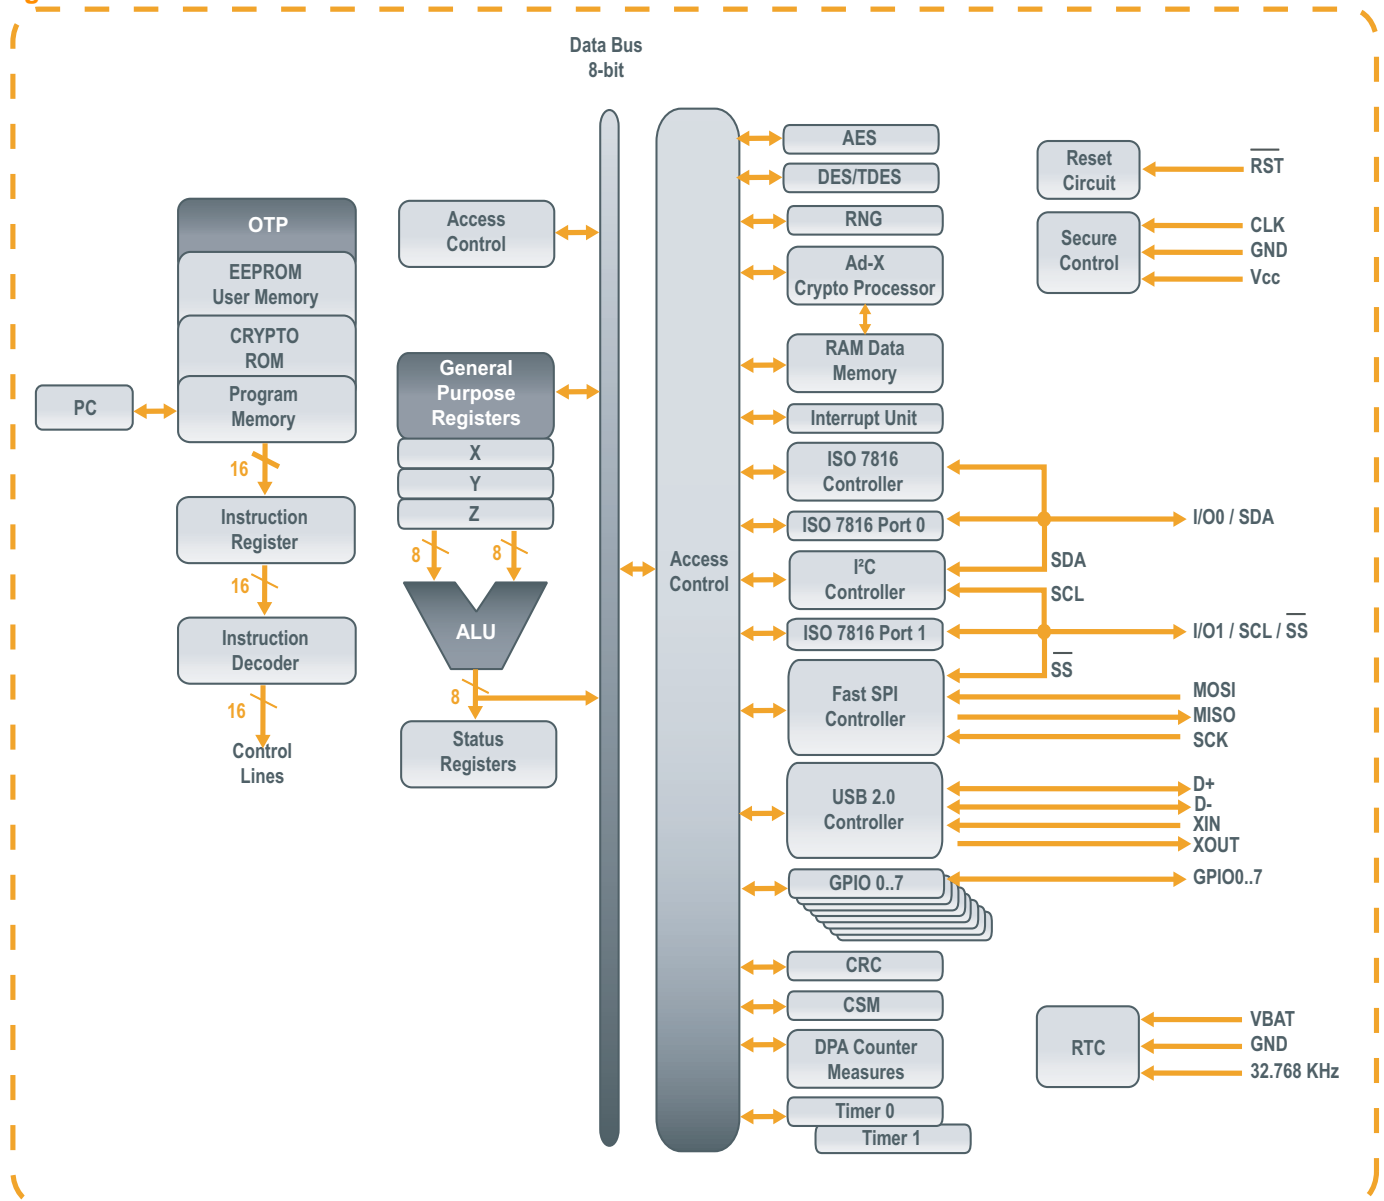 Data Bus
8-bit
OTP
EEPROM
User Memory
CRYPTO
ROM
Program
Memory
PC
16
Instruction
Register
16
Instruction
Decoder
16
Control
Lines
Access
Control
General
Purpose
Registers
X
Y
Z
8
8
ALU
8
Status
Registers
Access
Control
AES
DES/TDES
RNG
Ad-X
Crypto Processor
RAM Data
Memory
Interrupt Unit
ISO 7816
Controller
ISO 7816 Port 0
I²C
Controller
ISO 7816 Port 1
Fast SPI
Controller
USB 2.0
Controller
GPIO 0..7
CRC
CSM
DPA Counter
Measures
Timer 0
Timer 1
Reset
Circuit
RST
Secure
Control
CLK
GND
Vcc
I/O0 / SDA
SDA
SCL
I/O1 / SCL / SS
SS
MOSI
MISO
SCK
D+
D-
XIN
XOUT
GPIO0..7
RTC
VBAT
GND
32.768 KHz